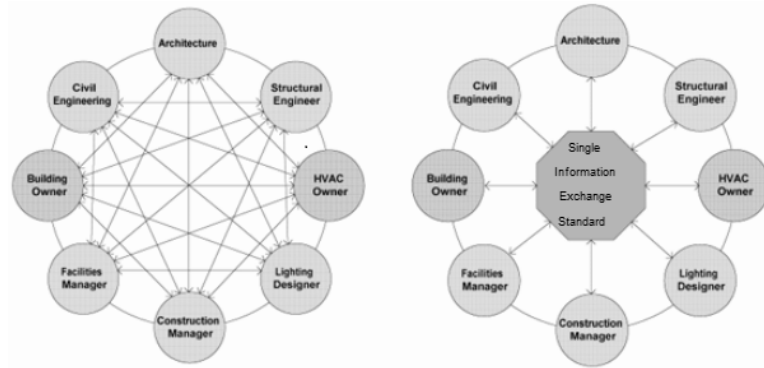 Architecture
Civil
Engineering
Structural
Engineer
Building
Owner
HVAC
Owner
Facilities
Manager
Lighting
Designer
Construction
Manager
Architecture
Civil
Engineering
Structural
Engineer
Building
Owner
Single
Information
Exchange
Standard
HVAC
Owner
Facilities
Manager
Lighting
Designer
Construction
Manager